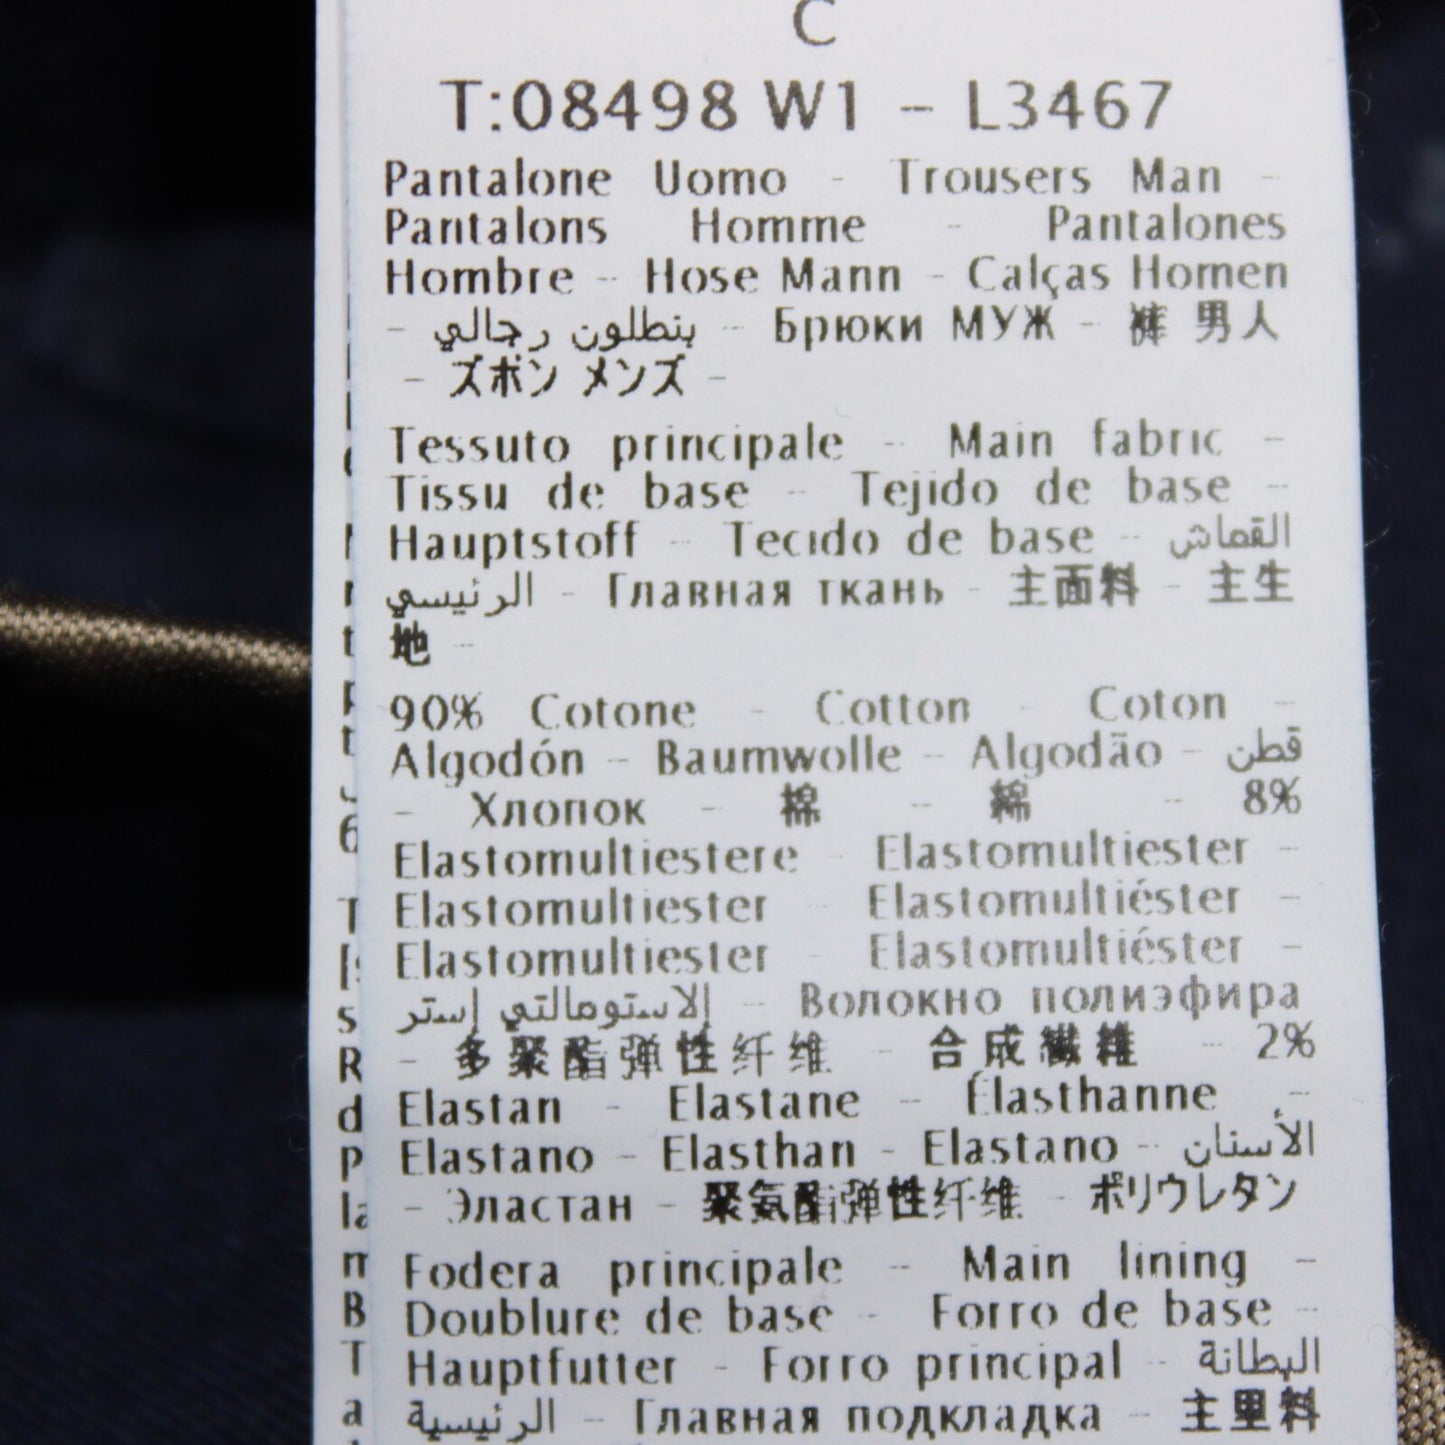 C
T:08498 W1 - L3467
Pantalone Uomo - Trousers Man -
Pantalons Homme - Pantalones
Hombre - Hose Mann - Calças Homen
- بنطلون رجالي - Брюки МУЖ - 裤 男人
- ズボン メンズ -
Tessuto principale - Main fabric -
Tissu de base - Tejido de base -
Hauptstoff - Tecido de base - القماش
الرئيسي - Главная ткань - 主面料 - 主生
地 -
90% Cotone - Cotton - Coton -
Algodón - Baumwolle - Algodão - قطن
- Хлопок - 棉 - 綿 - 8%
Elastomultiestere - Elastomultiester -
Elastomultiester - Elastomultiéster -
Elastomultiester - Elastomultiéster -
الاستومالتي إستر - Волокно полиэфира
- 多聚酯弹性纤维 - 合成繊維 - 2%
Elastan - Elastane - Élasthanne -
Elastano - Elasthan - Elastano - الأستان
- Эластан - 聚氨酯弹性纤维 - ポリウレタン
Fodera principale - Main lining -
Doublure de base - Forro de base -
Hauptfutter - Forro principal - البطانة
الرئيسية - Главная подкладка - 主里料